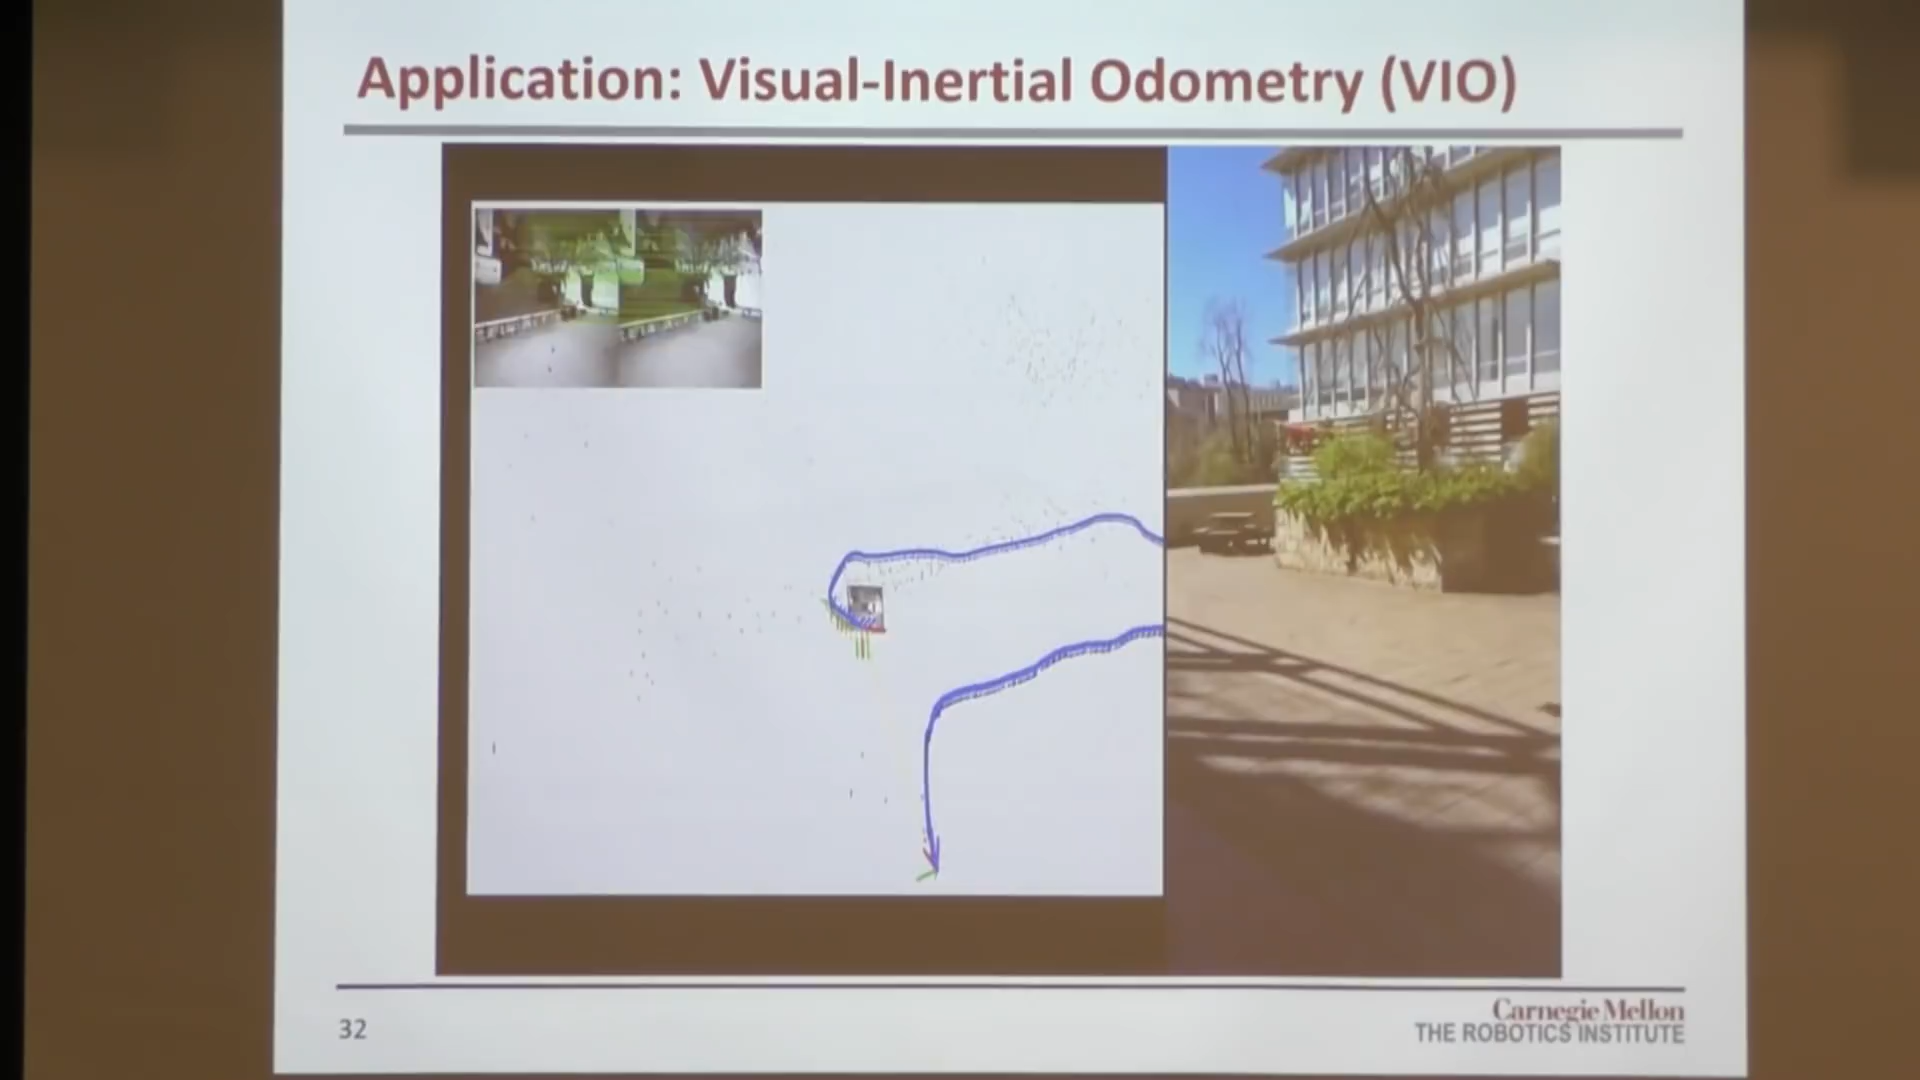 Application: Visual-Inertial Odometry (VIO)
32
Carnegie Mellon
THE ROBOTICS INSTITUTE